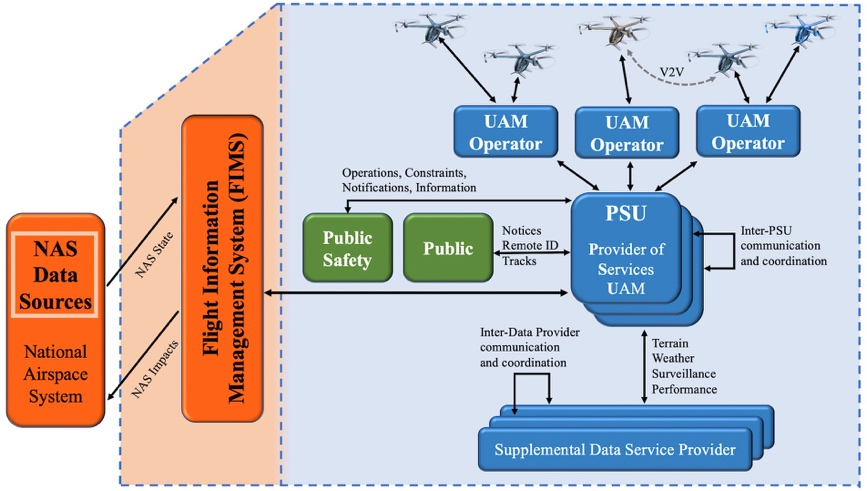 V2V
UAM
Operator
UAM
Operator
UAM
Operator
Operations, Constraints,
Notifications, Information
PSU
Provider of
Services
UAM
Public
Safety
Public
Notices
Remote ID
Tracks
Inter-PSU
communication
and coordination
NAS
Data
Sources
National
Airspace
System
NAS State
NAS Impacts
Flight Information
Management System (FIMS)
Inter-Data Provider
communication
and coordination
Terrain
Weather
Surveillance
Performance
Supplemental Data Service Provider